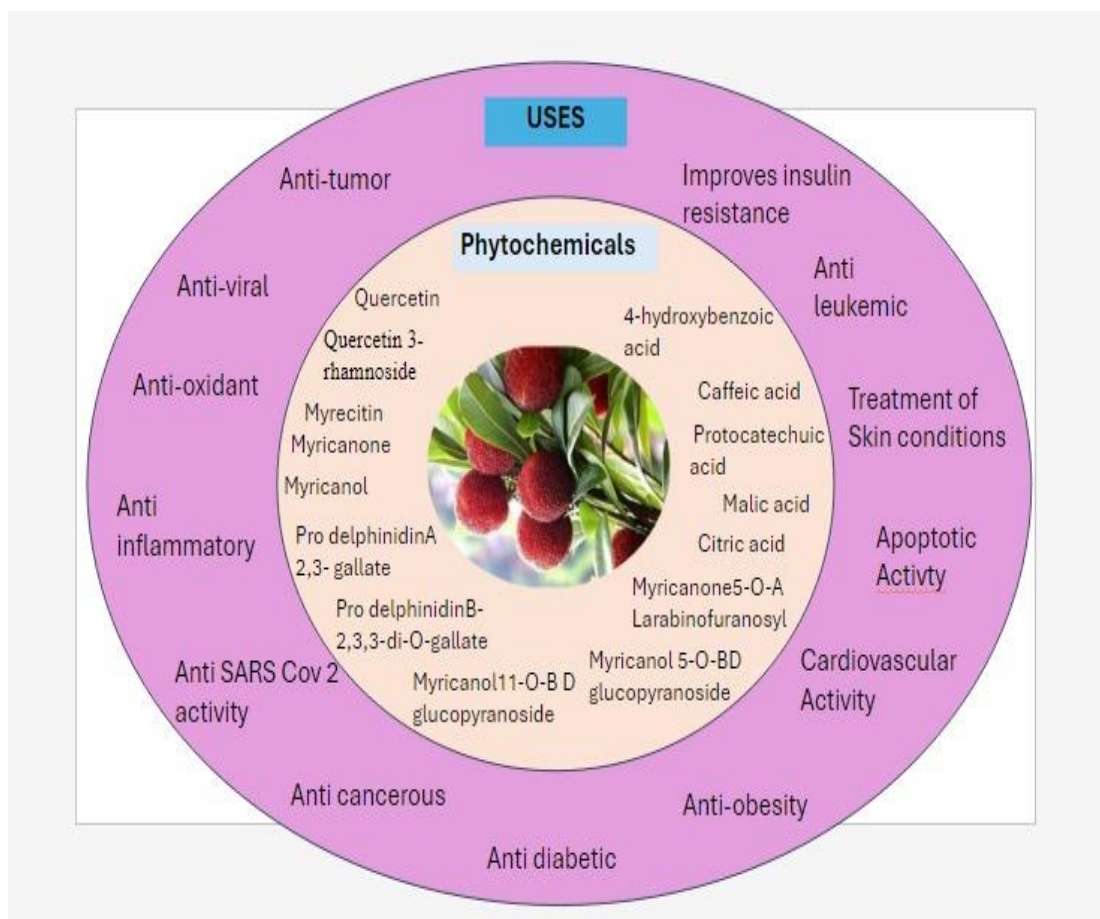 USES
Anti-tumor
Improves insulin
resistance
Anti-viral
Anti
leukemic
Anti-oxidant
Treatment of
Skin conditions
Anti
inflammatory
Apoptotic
Activty
Anti SARS Cov 2
activity
Cardiovascular
Activity
Anti cancerous
Anti-obesity
Anti diabetic
Phytochemicals
Quercetin
Quercetin 3-
rhamnoside
Myrecitin
Myricanone
Myricanol
Pro delphinidinA
2,3- gallate
Pro delphinidinB-
2,3,3-di-O-gallate
Myricanol11-O-B D
glucopyranoside
4-hydroxybenzoic
acid
Caffeic acid
Protocatechuic
acid
Malic acid
Citric acid
Myricanone5-O-A
Larabinofuranosyl
Myricanol 5-O-BD
glucopyranoside